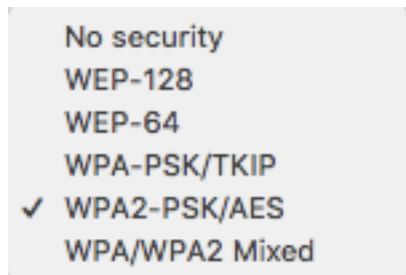 No security
WEP-128
WEP-64
WPA-PSK/TKIP
✓ WPA2-PSK/AES
WPA/WPA2 Mixed